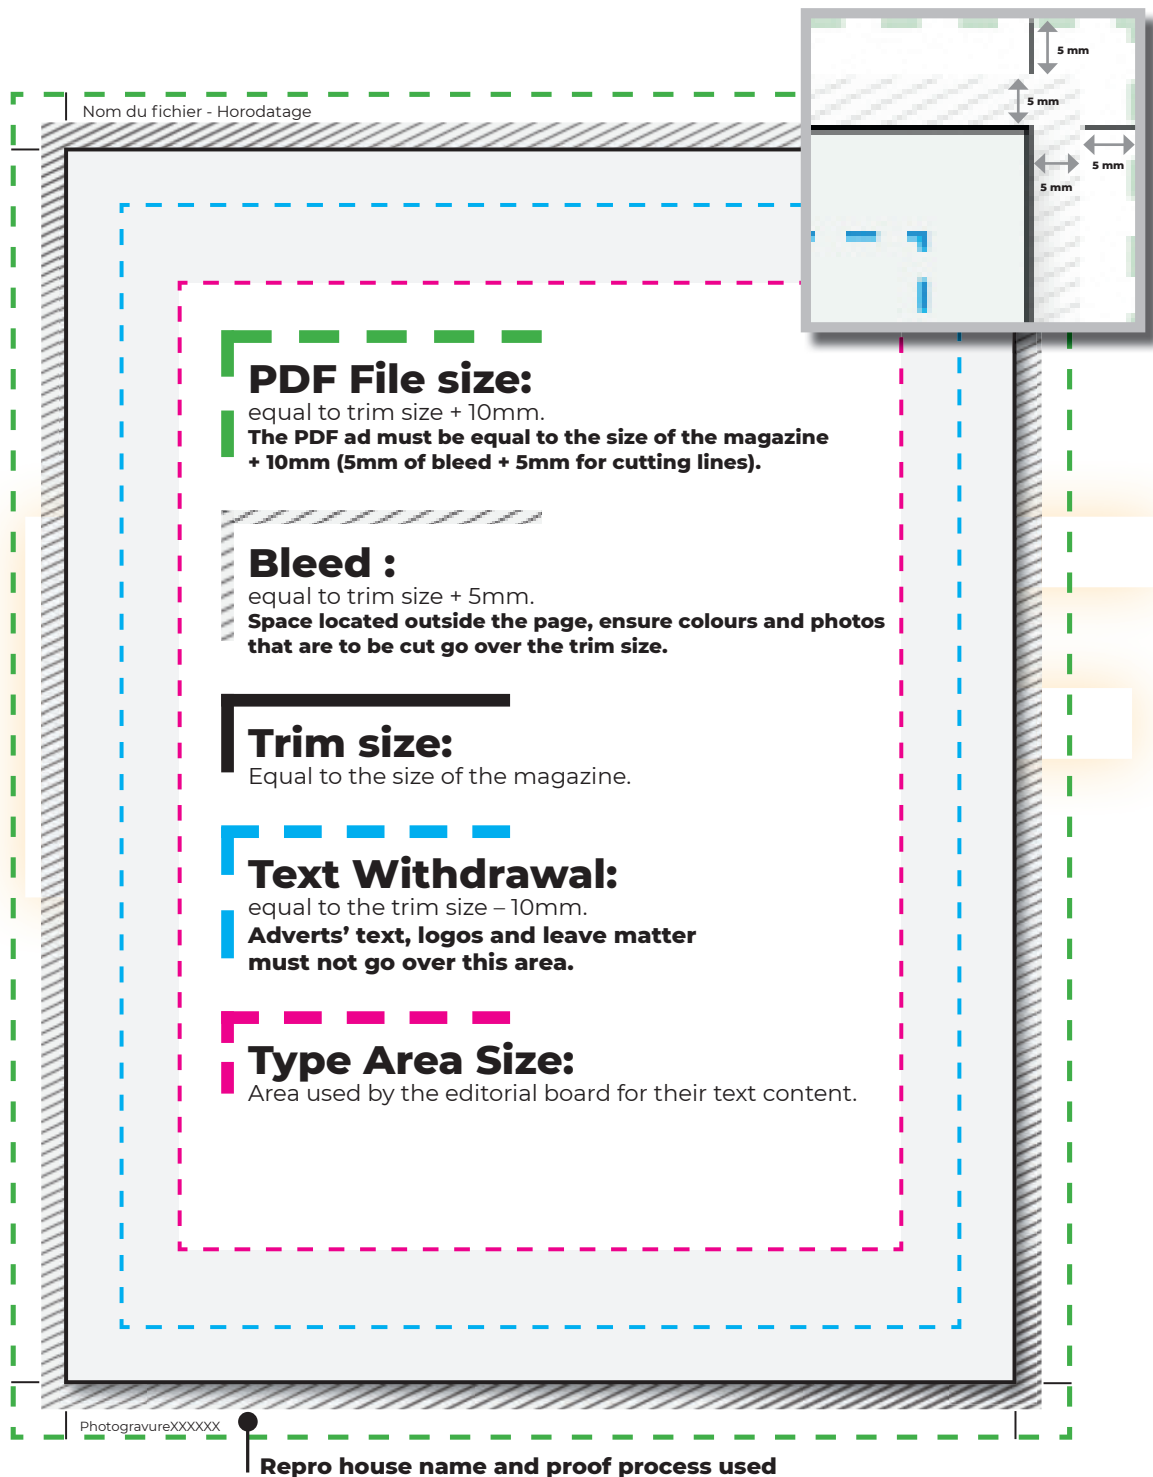 5 mm
5 mm
5 mm
5 mm
Nom du fichier - Horodatage
PDF File size:
equal to trim size + 10mm.
The PDF ad must be equal to the size of the magazine
+ 10mm (5mm of bleed + 5mm for cutting lines).
Bleed :
equal to trim size + 5mm.
Space located outside the page, ensure colours and photos
that are to be cut go over the trim size.
Trim size:
Equal to the size of the magazine.
Text Withdrawal:
equal to the trim size – 10mm.
Adverts’ text, logos and leave matter
must not go over this area.
Type Area Size:
Area used by the editorial board for their text content.
PhotogravureXXXXXX
Repro house name and proof process used